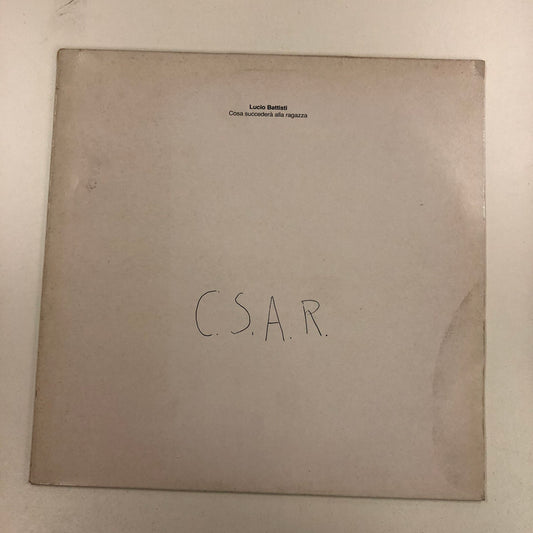 Lucio Battisti
Cosa succederà alla ragazza
C.S.A.R.